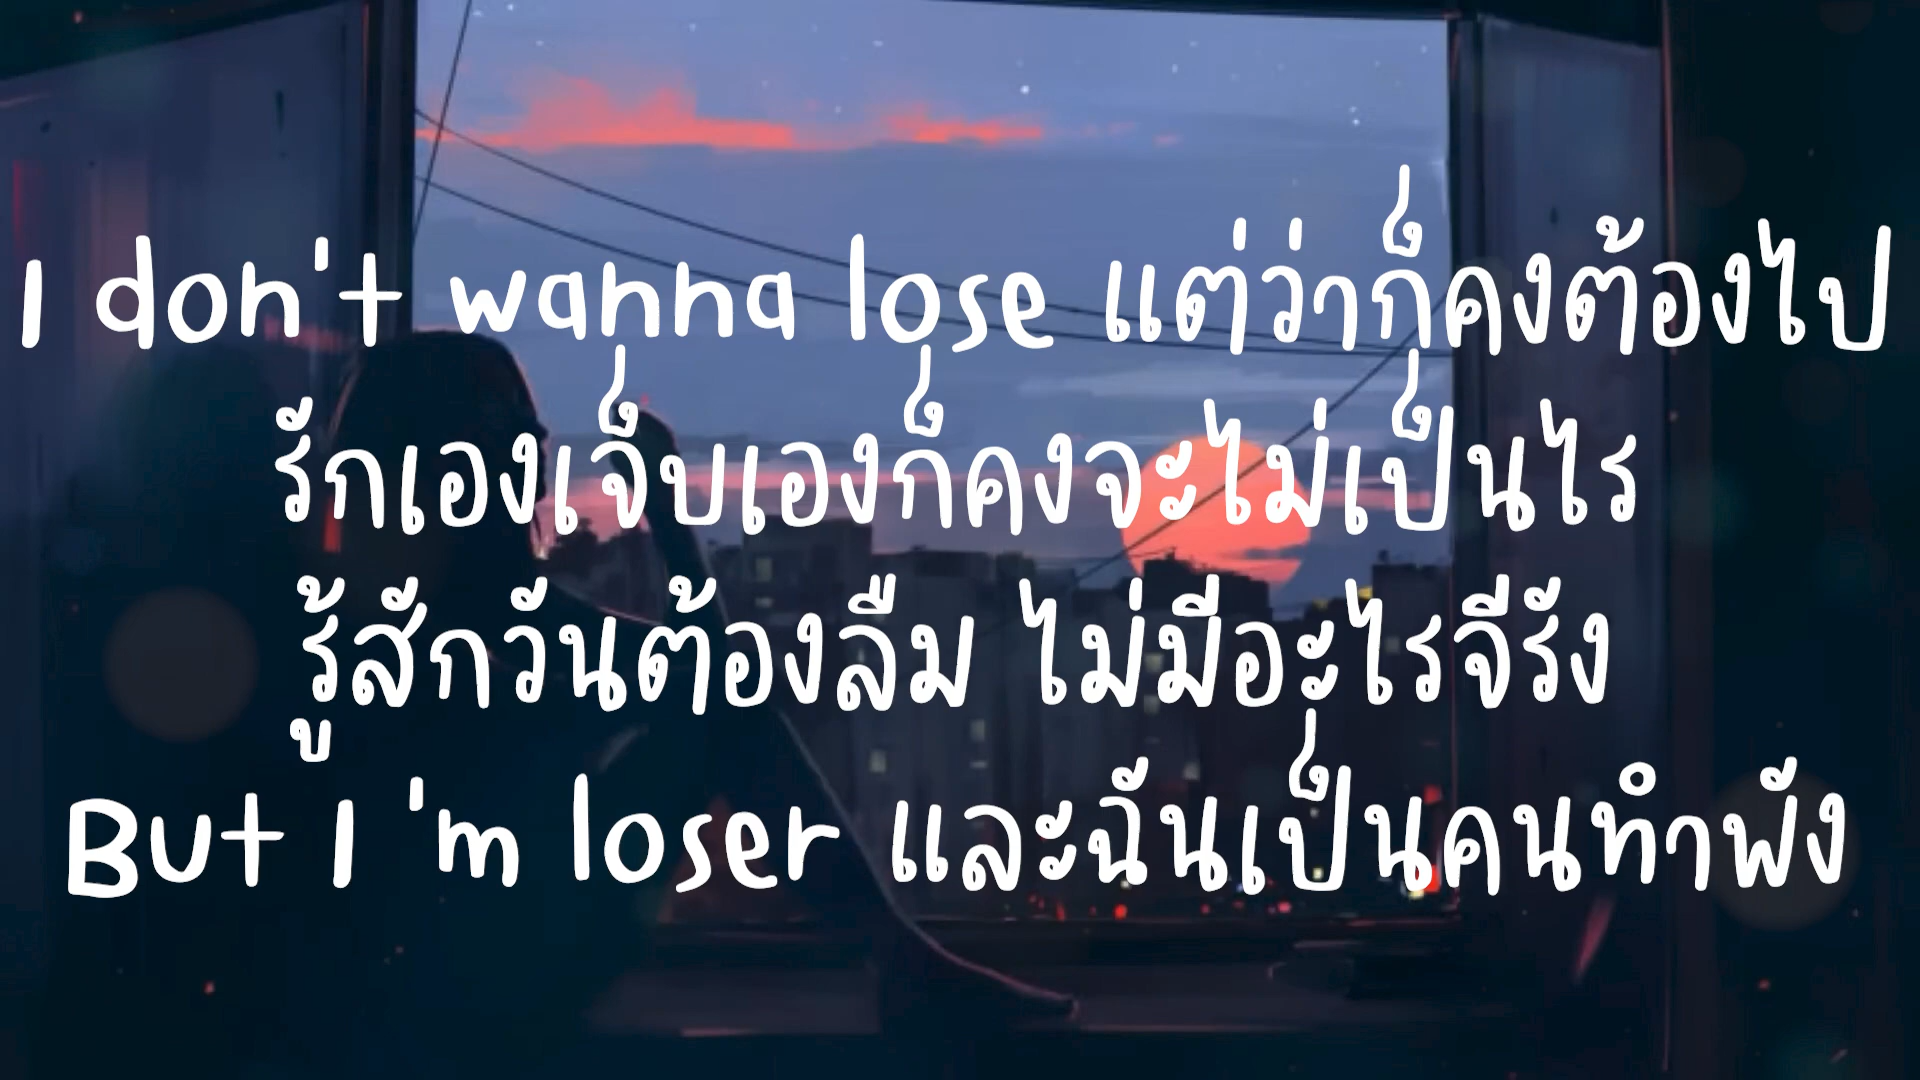 I don't wanna lose แต่ว่าก็คงต้องไป
รักเองเจ็บเองก็คงจะไม่เป็นไร
รู้สักวันต้องลืม ไม่มีอะไรจีรัง
But I 'm loser และฉันเป็นคนทำพัง